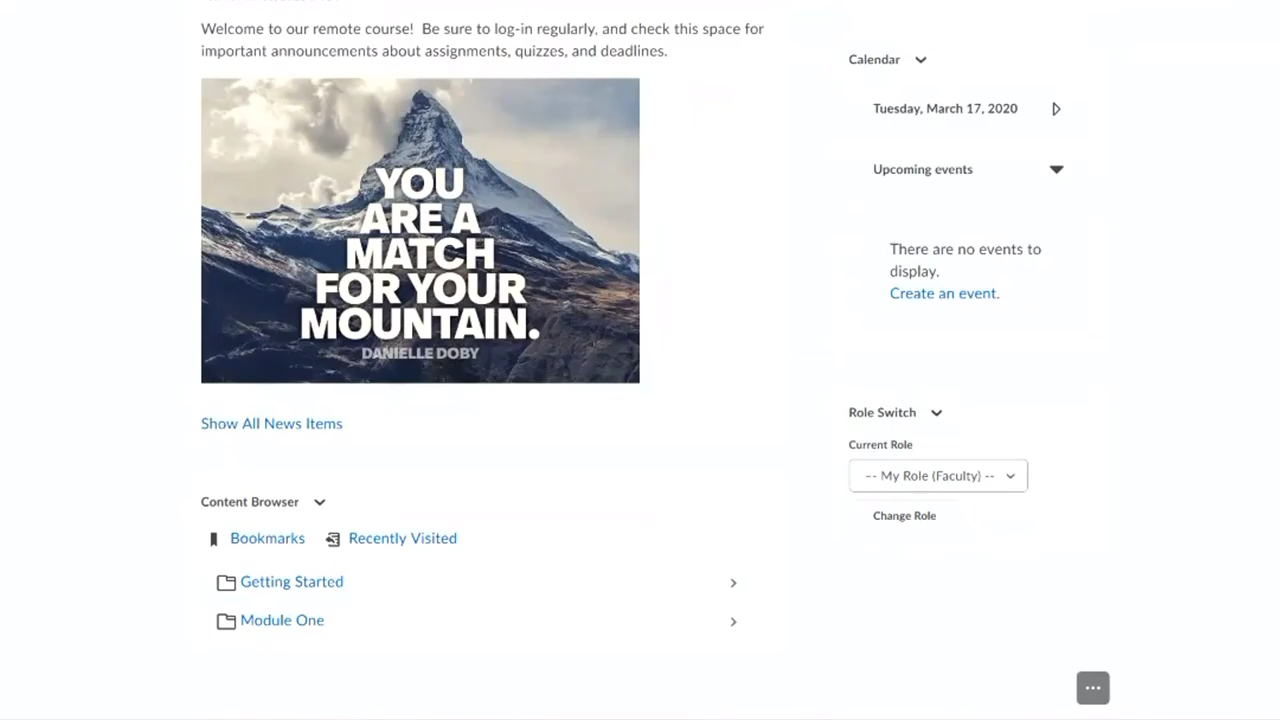 Welcome to our remote course!  Be sure to log-in regularly, and check this space for
important announcements about assignments, quizzes, and deadlines.
YOU
ARE A
MATCH
FOR YOUR
MOUNTAIN.
DANIELLE DOBY
Show All News Items
Content Browser
Bookmarks
Recently Visited
Getting Started
Module One
Calendar
Tuesday, March 17, 2020
Upcoming events
There are no events to
display.
Create an event.
Role Switch
Current Role
-- My Role (Faculty) --
Change Role